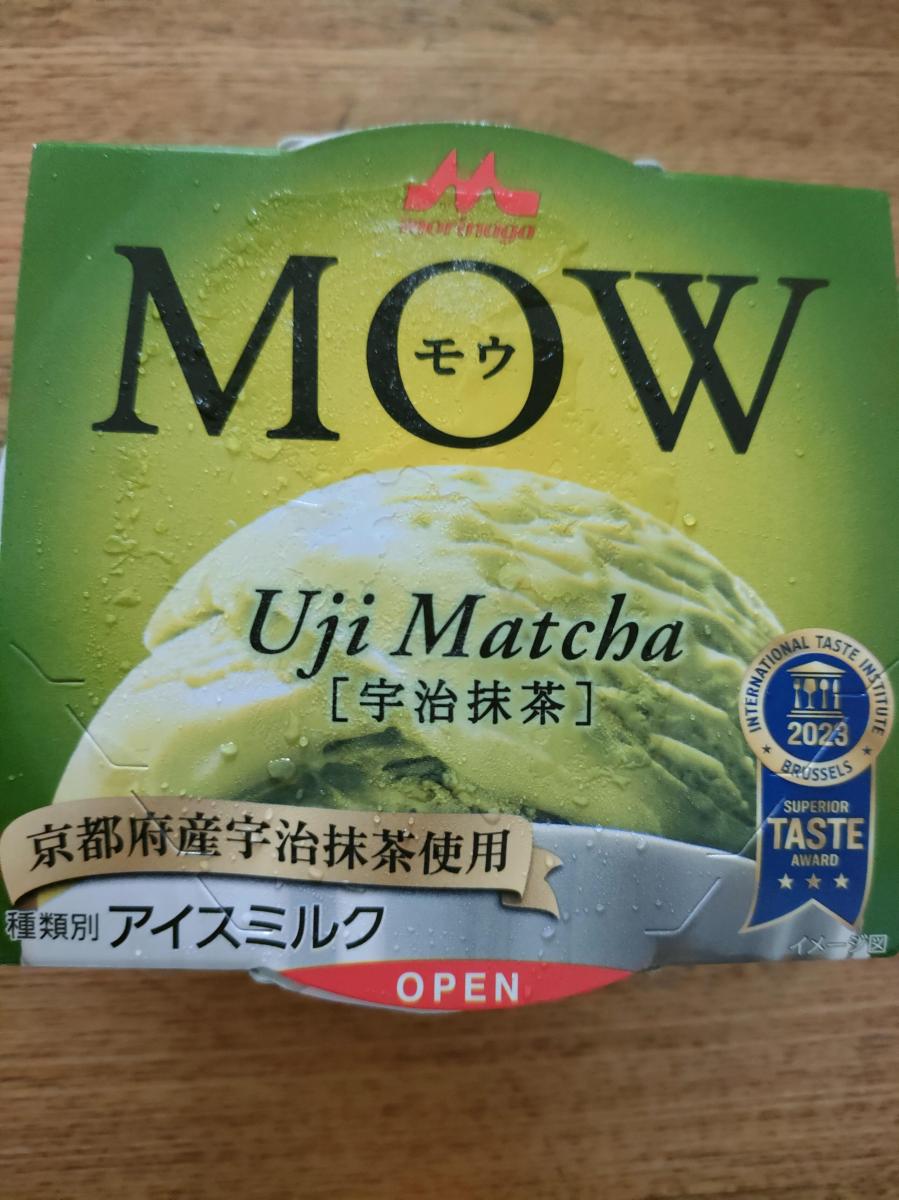 morinaga
MOW
モウ
Uji Matcha
[宇治抹茶]
INTERNATIONAL TASTE INSTITUTE
2023
★ BRUSSELS ★
SUPERIOR
TASTE
AWARD
★★★
京都府産宇治抹茶使用
種類別 アイスミルク
イメージ図
OPEN